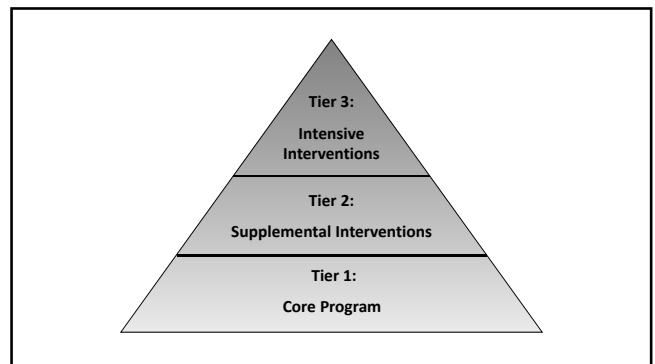 Tier 3:
Intensive
Interventions
Tier 2:
Supplemental Interventions
Tier 1:
Core Program